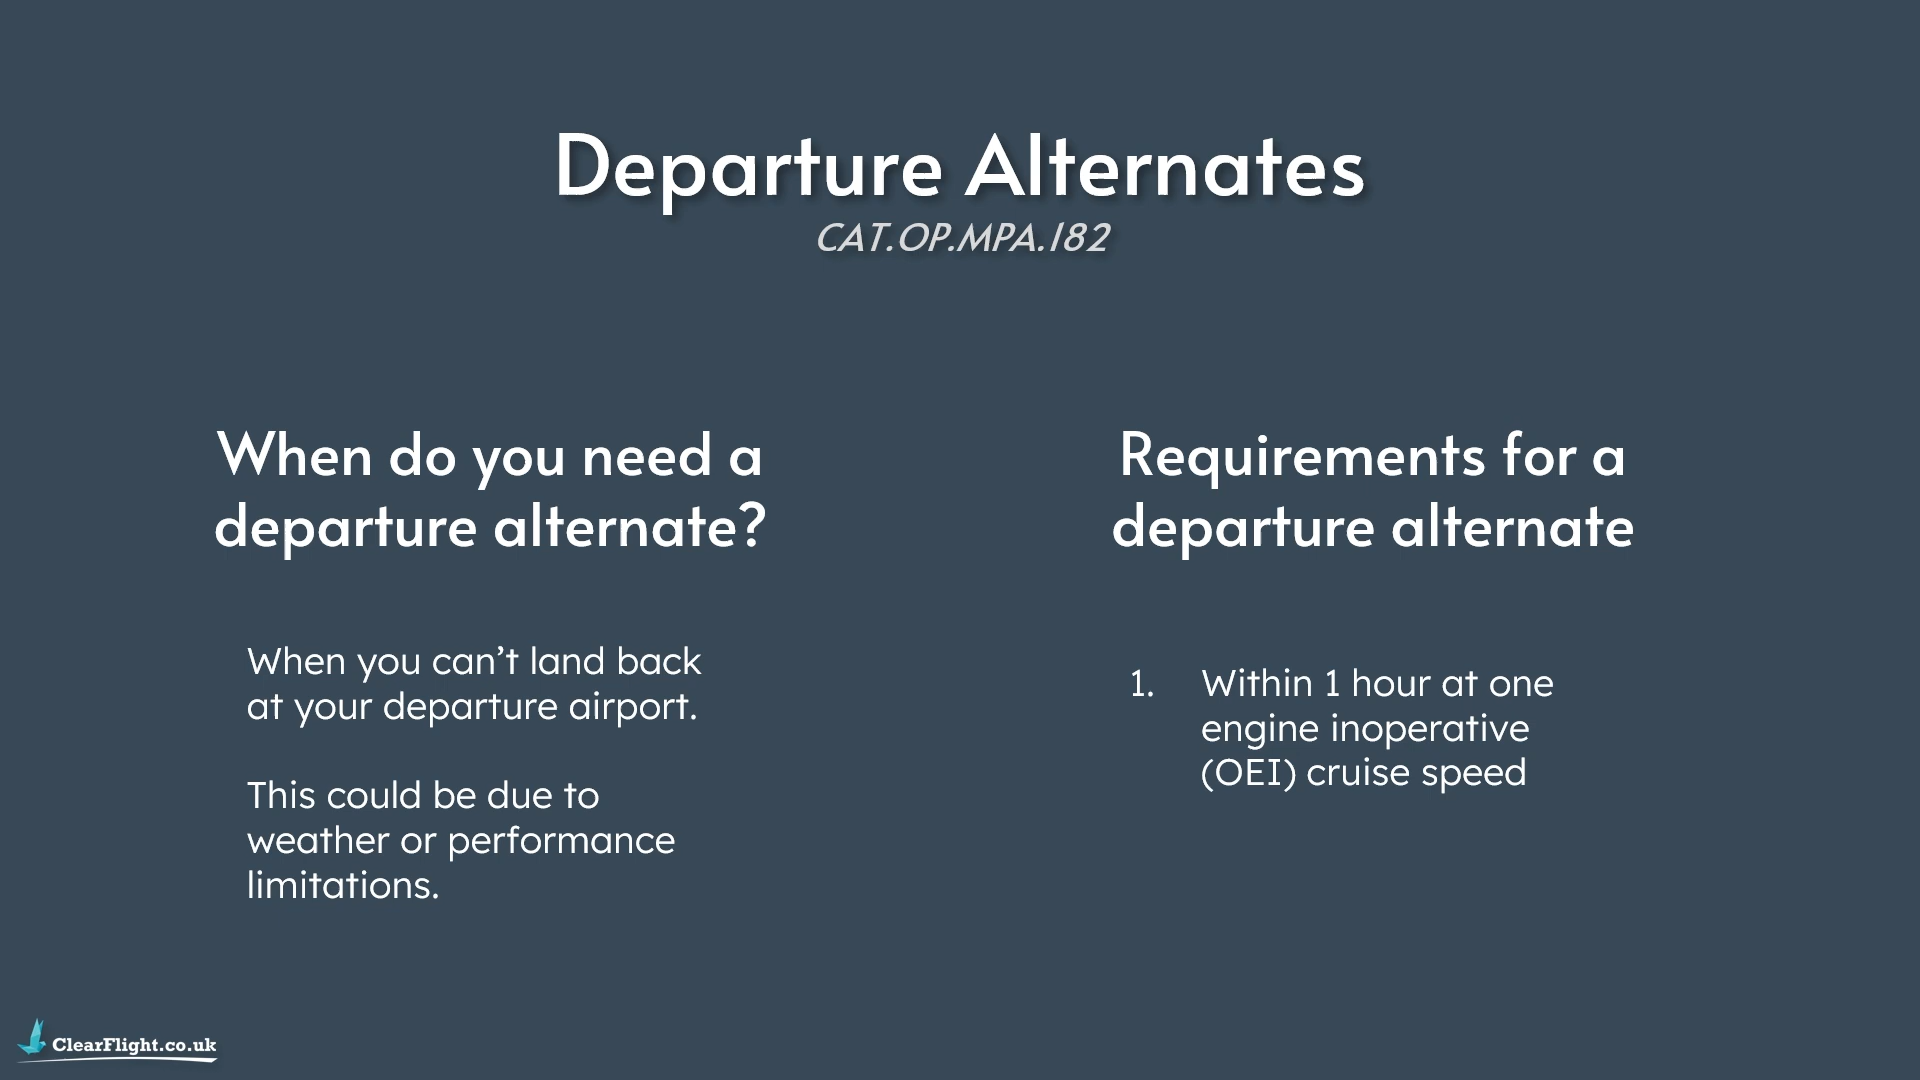 Departure Alternates
CAT.OP.MPA.182
When do you need a
departure alternate?
When you can’t land back
at your departure airport.
This could be due to
weather or performance
limitations.
Requirements for a
departure alternate
1. Within 1 hour at one
engine inoperative
(OEI) cruise speed
ClearFlight.co.uk